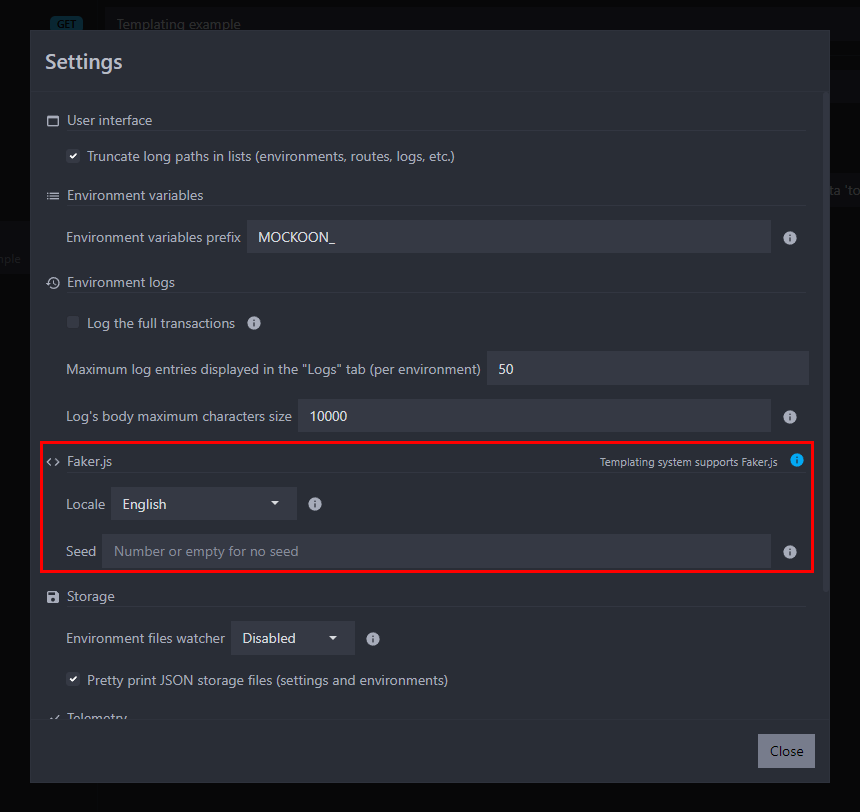 GET Templating example
Settings
User interface
Truncate long paths in lists (environments, routes, logs, etc.)
ta 'to
Environment variables
Environment variables prefix MOCKOON_
mple
Environment logs
Log the full transactions
Maximum log entries displayed in the "Logs" tab (per environment) 50
Log's body maximum characters size 10000
Faker.js Templating system supports Faker.js
Locale English
Seed Number or empty for no seed
Storage
Environment files watcher Disabled
Pretty print JSON storage files (settings and environments)
Telemetry
Close